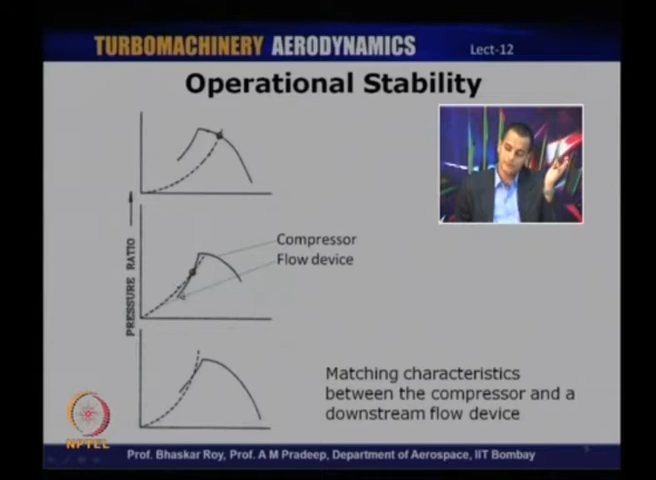 TURBOMACHINERY AERODYNAMICS
Lect-12
Operational Stability
PRESSURE RATIO
Compressor
Flow device
Matching characteristics
between the compressor and a
downstream flow device
NPTEL
Prof. Bhaskar Roy, Prof. A M Pradeep, Department of Aerospace, IIT Bombay